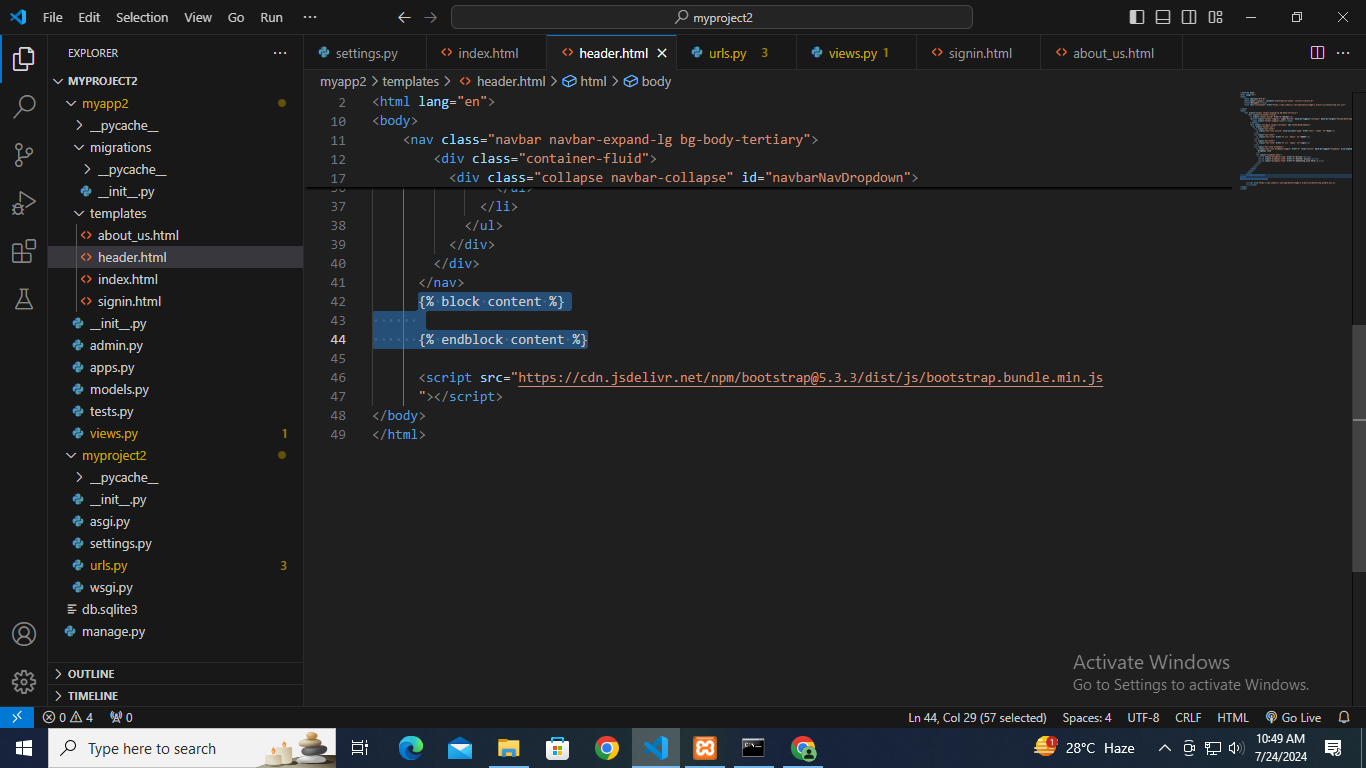 File Edit Selection View Go Run ··· myproject2
EXPLORER ···
MYPROJECT2
myapp2
__pycache__
migrations
__pycache__
__init__.py
templates
about_us.html
header.html
index.html
signin.html
__init__.py
admin.py
apps.py
models.py
tests.py
views.py 1
myproject2
__pycache__
__init__.py
asgi.py
settings.py
urls.py 3
wsgi.py
db.sqlite3
manage.py
OUTLINE
TIMELINE
settings.py index.html header.html urls.py 3 views.py 1 signin.html about_us.html ···
myapp2 > templates > header.html > html > body
2 <html lang="en">
10 <body>
11 <nav class="navbar navbar-expand-lg bg-body-tertiary">
12 <div class="container-fluid">
17 <div class="collapse navbar-collapse" id="navbarNavDropdown">
36 </ul>
37 </li>
38 </ul>
39 </div>
40 </div>
41 </nav>
42 {% block content %}
43
44 {% endblock content %}
45
46 <script src="https://cdn.jsdelivr.net/npm/bootstrap@5.3.3/dist/js/bootstrap.bundle.min.js
47 "></script>
48 </body>
49 </html>
Activate Windows
Go to Settings to activate Windows.
0 4 0 Ln 44, Col 29 (57 selected) Spaces: 4 UTF-8 CRLF HTML Go Live
Type here to search 1 28°C Haze 10:49 AM
7/24/2024